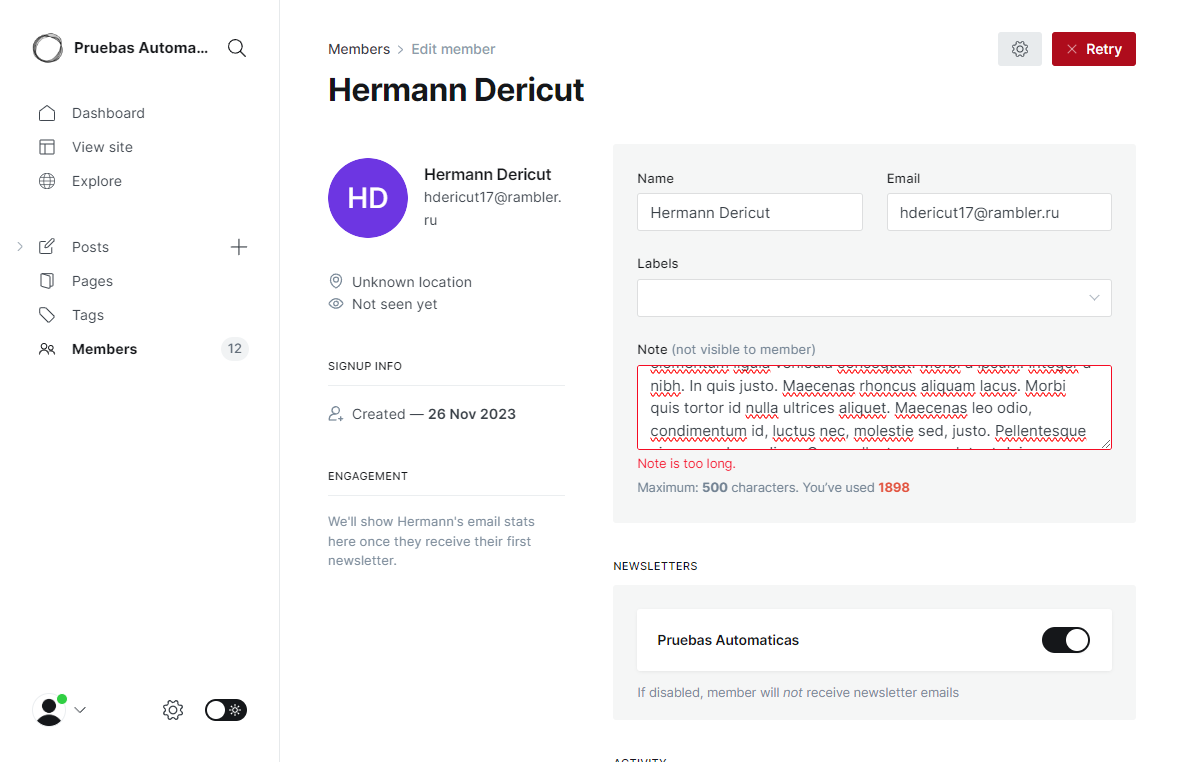 Pruebas Automa...
Dashboard
View site
Explore
Posts
Pages
Tags
Members
12
Members > Edit member
Retry
Hermann Dericut
HD
Hermann Dericut
hdericut17@rambler.
ru
Unknown location
Not seen yet
SIGNUP INFO
Created — 26 Nov 2023
ENGAGEMENT
We'll show Hermann's email stats
here once they receive their first
newsletter.
Name
Hermann Dericut
Email
hdericut17@rambler.ru
Labels
Note (not visible to member)
nibh. In quis justo. Maecenas rhoncus aliquam lacus. Morbi
quis tortor id nulla ultrices aliquet. Maecenas leo odio,
condimentum id, luctus nec, molestie sed, justo. Pellentesque
Note is too long.
Maximum: 500 characters. You've used 1898
NEWSLETTERS
Pruebas Automaticas
If disabled, member will not receive newsletter emails
ACTIVITY